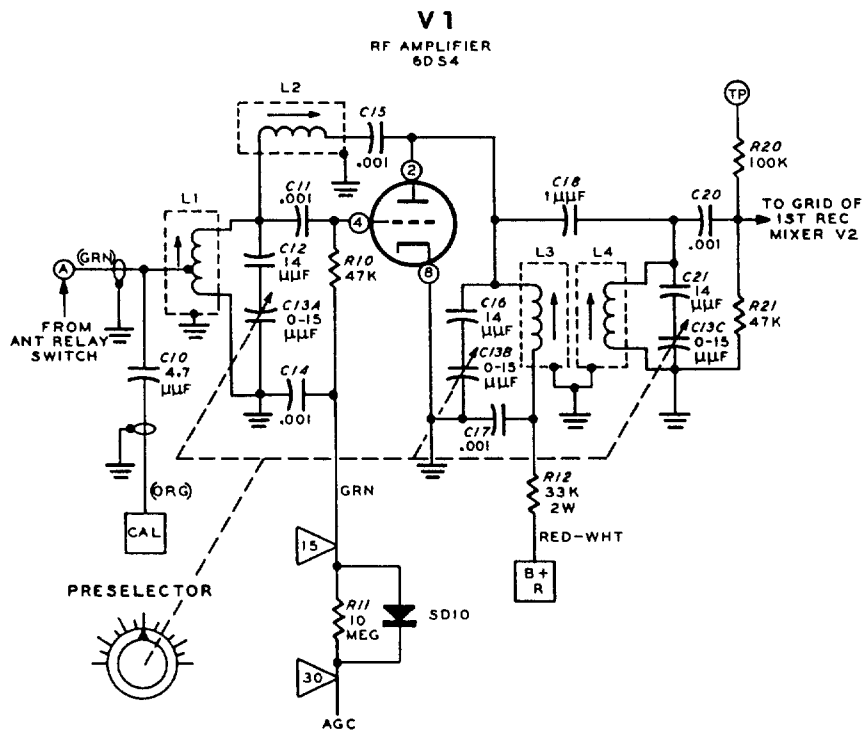 V1
RF AMPLIFIER
6DS4
L2
C15
.001
TP
R20
100K
2
L1
C11
.001
4
C18
1µµF
C20
.001
TO GRID OF
1ST REC
MIXER V2
(GRN)
A
C12
14
µµF
R10
47K
8
L3
L4
C16
14
µµF
C21
14
µµF
R21
47K
FROM
ANT RELAY
SWITCH
C13A
0-15
µµF
C13B
0-15
µµF
C13C
0-15
µµF
C10
4.7
µµF
C14
.001
C17
.001
(ORG)
GRN
R12
33K
2W
CAL
15
RED-WHT
B+
R
PRESELECTOR
R11
10
MEG
SD10
30
AGC